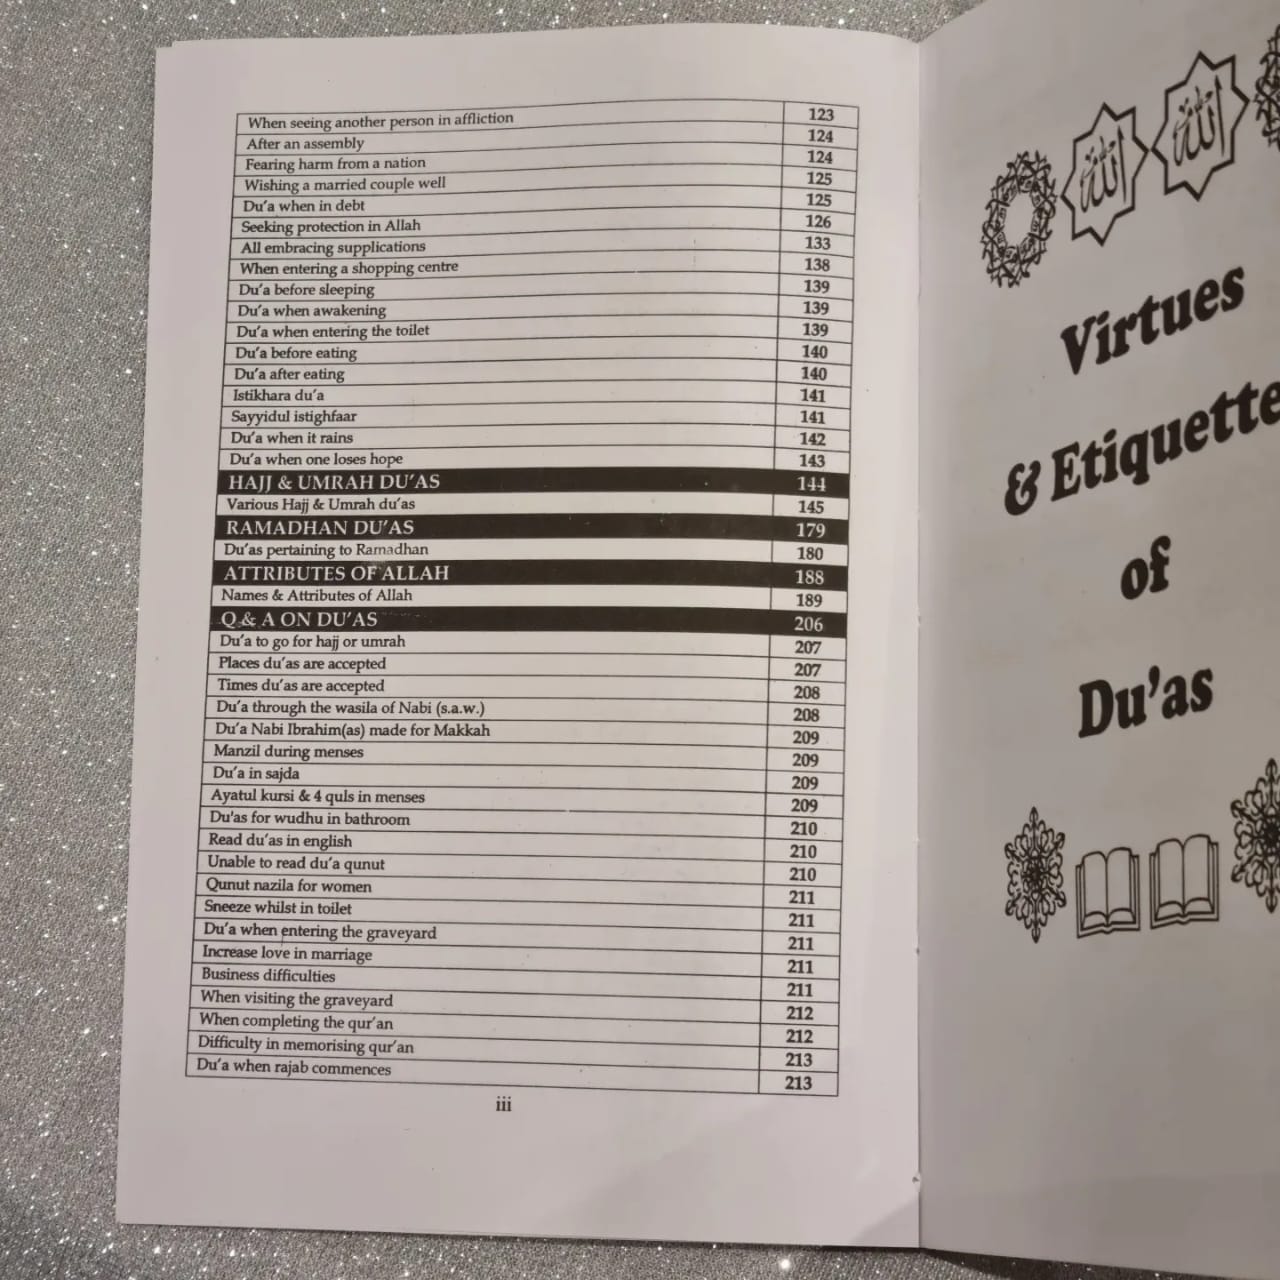 When seeing another person in affliction 123
After an assembly 124
Fearing harm from a nation 124
Wishing a married couple well 125
Du'a when in debt 125
Seeking protection in Allah 126
All embracing supplications 133
When entering a shopping centre 138
Du'a before sleeping 139
Du'a when awakening 139
Du'a when entering the toilet 139
Du'a before eating 140
Du'a after eating 140
Istikhara du'a 141
Sayyidul istighfaar 141
Du'a when it rains 142
Du'a when one loses hope 143
HAJJ & UMRAH DU'AS 144
Various Hajj & Umrah du'as 145
RAMADHAN DU'AS 179
Du'as pertaining to Ramadhan 180
ATTRIBUTES OF ALLAH 188
Names & Attributes of Allah 189
Q & A ON DU'AS 206
Du'a to go for hajj or umrah 207
Places du'as are accepted 207
Times du'as are accepted 208
Du'a through the wasila of Nabi (s.a.w.) 208
Du'a Nabi Ibrahim(as) made for Makkah 209
Manzil during menses 209
Du'a in sajda 209
Ayatul kursi & 4 quls in menses 209
Du'as for wudhu in bathroom 210
Read du'as in english 210
Unable to read du'a qunut 210
Qunut nazila for women 211
Sneeze whilst in toilet 211
Du'a when entering the graveyard 211
Increase love in marriage 211
Business difficulties 211
When visiting the graveyard 212
When completing the qur'an 212
Difficulty in memorising qur'an 213
Du'a when rajab commences 213
iii
الله الله
Virtues
& Etiquette
of
Du'as